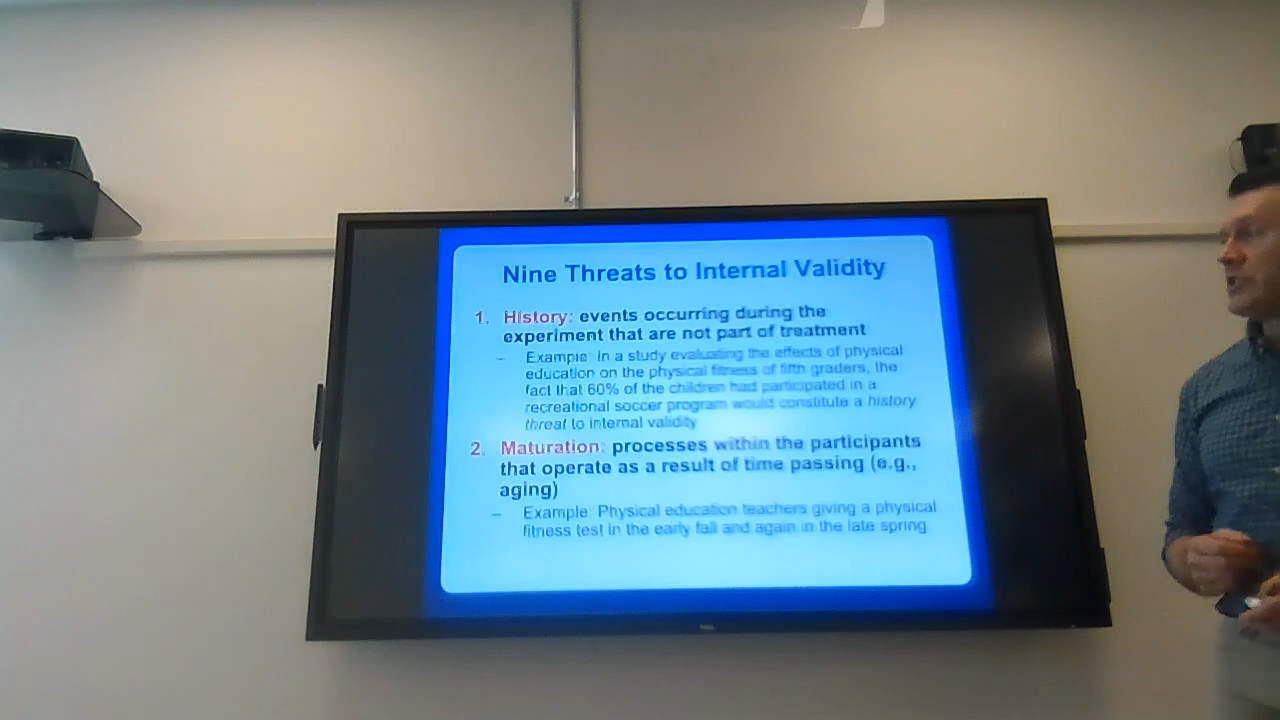 Nine Threats to Internal Validity
1. History: events occurring during the
experiment that are not part of treatment
– Example: In a study evaluating the effects of physical
education on the physical fitness of fifth graders, the
fact that 60% of the children had participated in a
recreational soccer program would constitute a history
threat to internal validity
2. Maturation: processes within the participants
that operate as a result of time passing (e.g.,
aging)
– Example: Physical education teachers giving a physical
fitness test in the early fall and again in the late spring